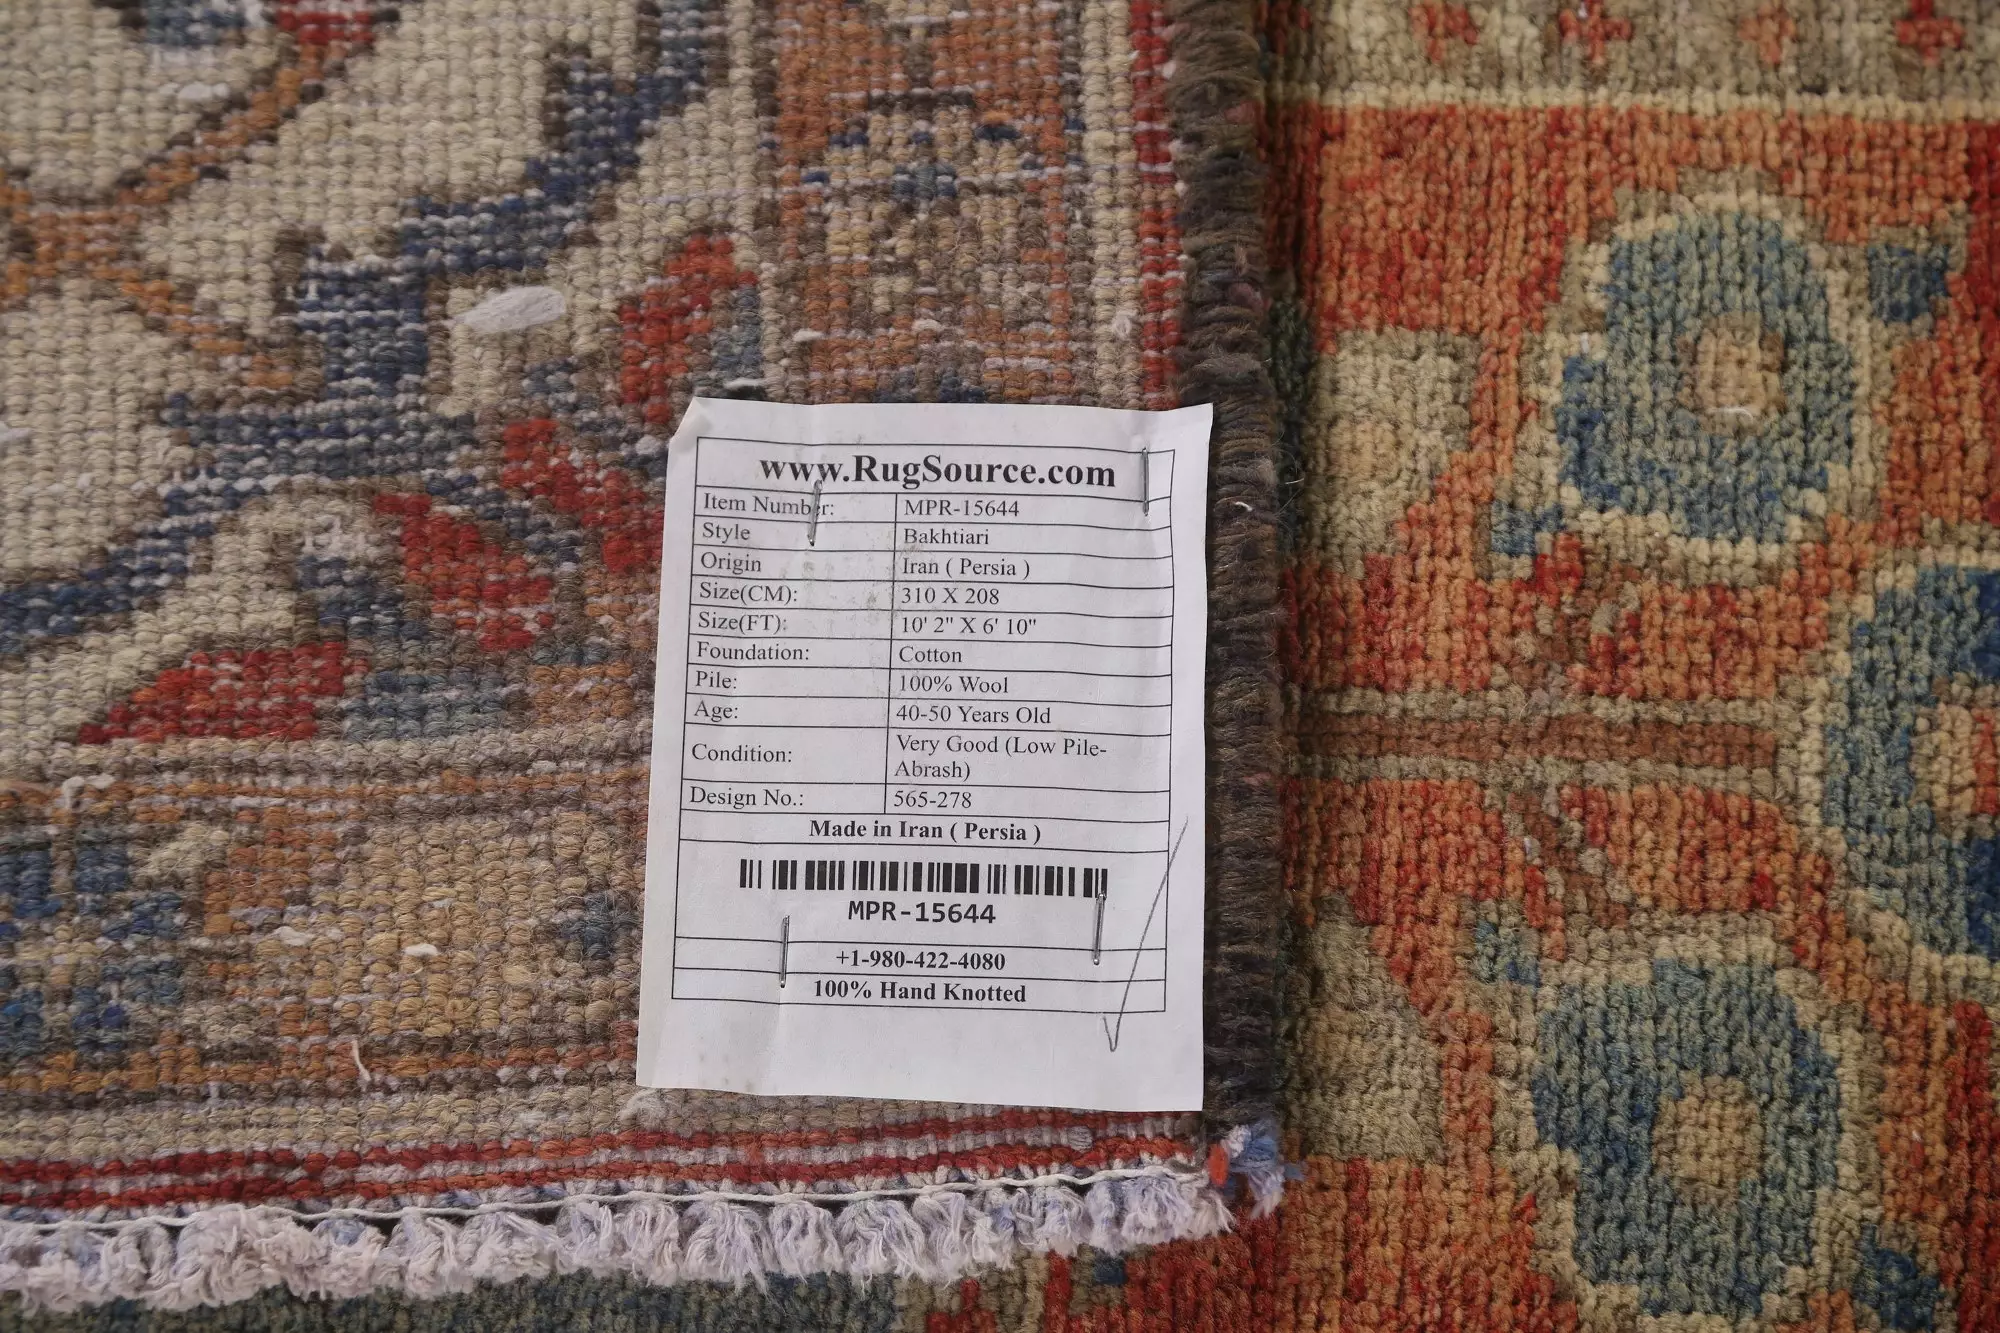 www.RugSource.com
Item Number: MPR-15644
Style Bakhtiari
Origin Iran ( Persia )
Size(CM): 310 X 208
Size(FT): 10' 2" X 6' 10"
Foundation: Cotton
Pile: 100% Wool
Age: 40-50 Years Old
Condition: Very Good (Low Pile-
Abrash)
Design No.: 565-278
Made in Iran ( Persia )
MPR-15644
+1-980-422-4080
100% Hand Knotted